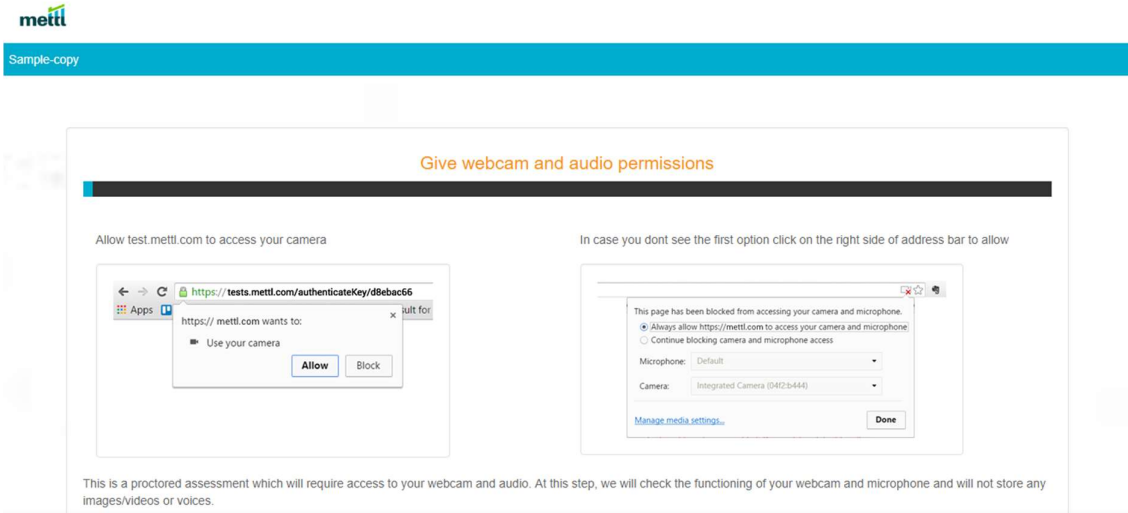 mettl
Sample-copy
Give webcam and audio permissions
Allow test.mettl.com to access your camera
https://tests.mettl.com/authenticateKey/d8ebac66
Apps
sult for
https:// mettl.com wants to:
×
Use your camera
Allow
Block
In case you dont see the first option click on the right side of address bar to allow
This page has been blocked from accessing your camera and microphone.
Always allow https://mettl.com to access your camera and microphone
Continue blocking camera and microphone access
Microphone: Default
Camera: Integrated Camera (04f2:b444)
Manage media settings...
Done
This is a proctored assessment which will require access to your webcam and audio. At this step, we will check the functioning of your webcam and microphone and will not store any
images/videos or voices.